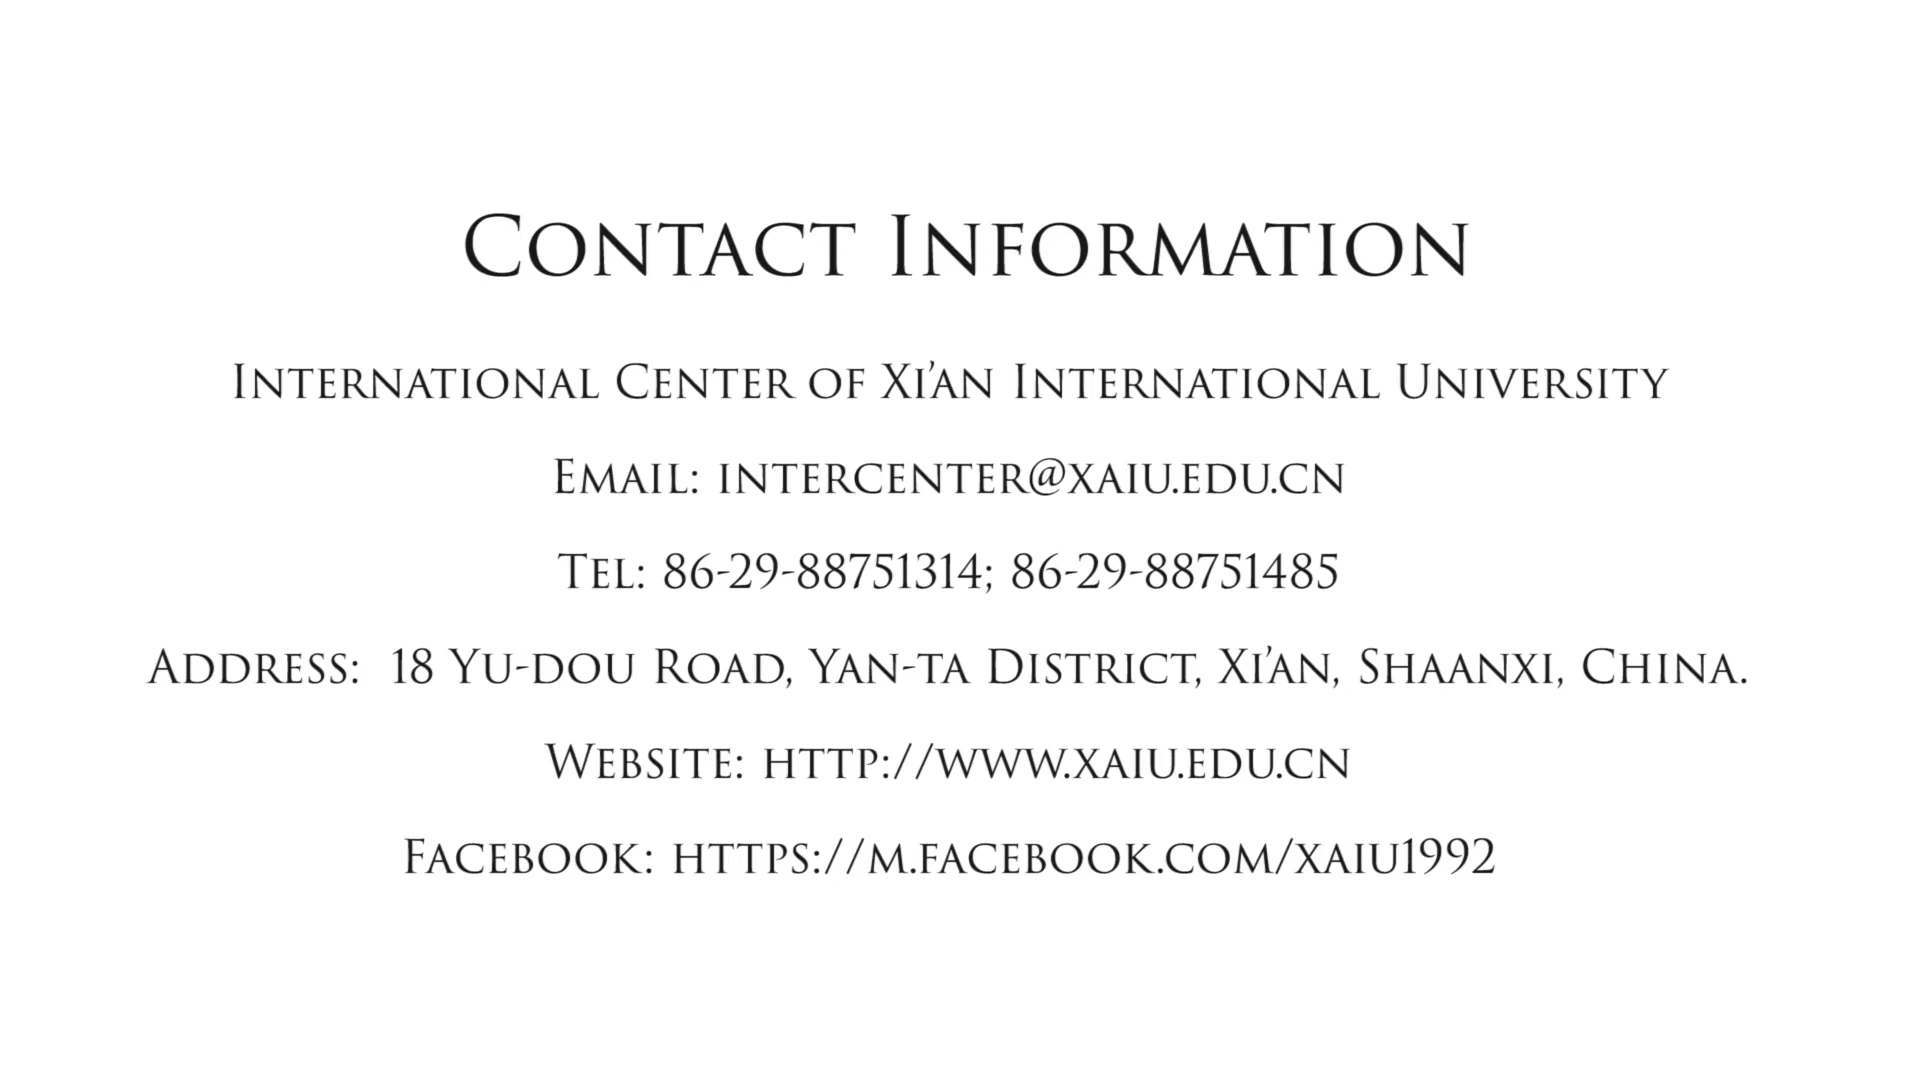 Contact Information
International Center of Xi’an International University
Email: intercenter@xaiu.edu.cn
Tel: 86-29-88751314; 86-29-88751485
Address: 18 Yu-dou Road, Yan-ta District, Xi’an, Shaanxi, China.
Website: http://www.xaiu.edu.cn
Facebook: https://m.facebook.com/xaiu1992